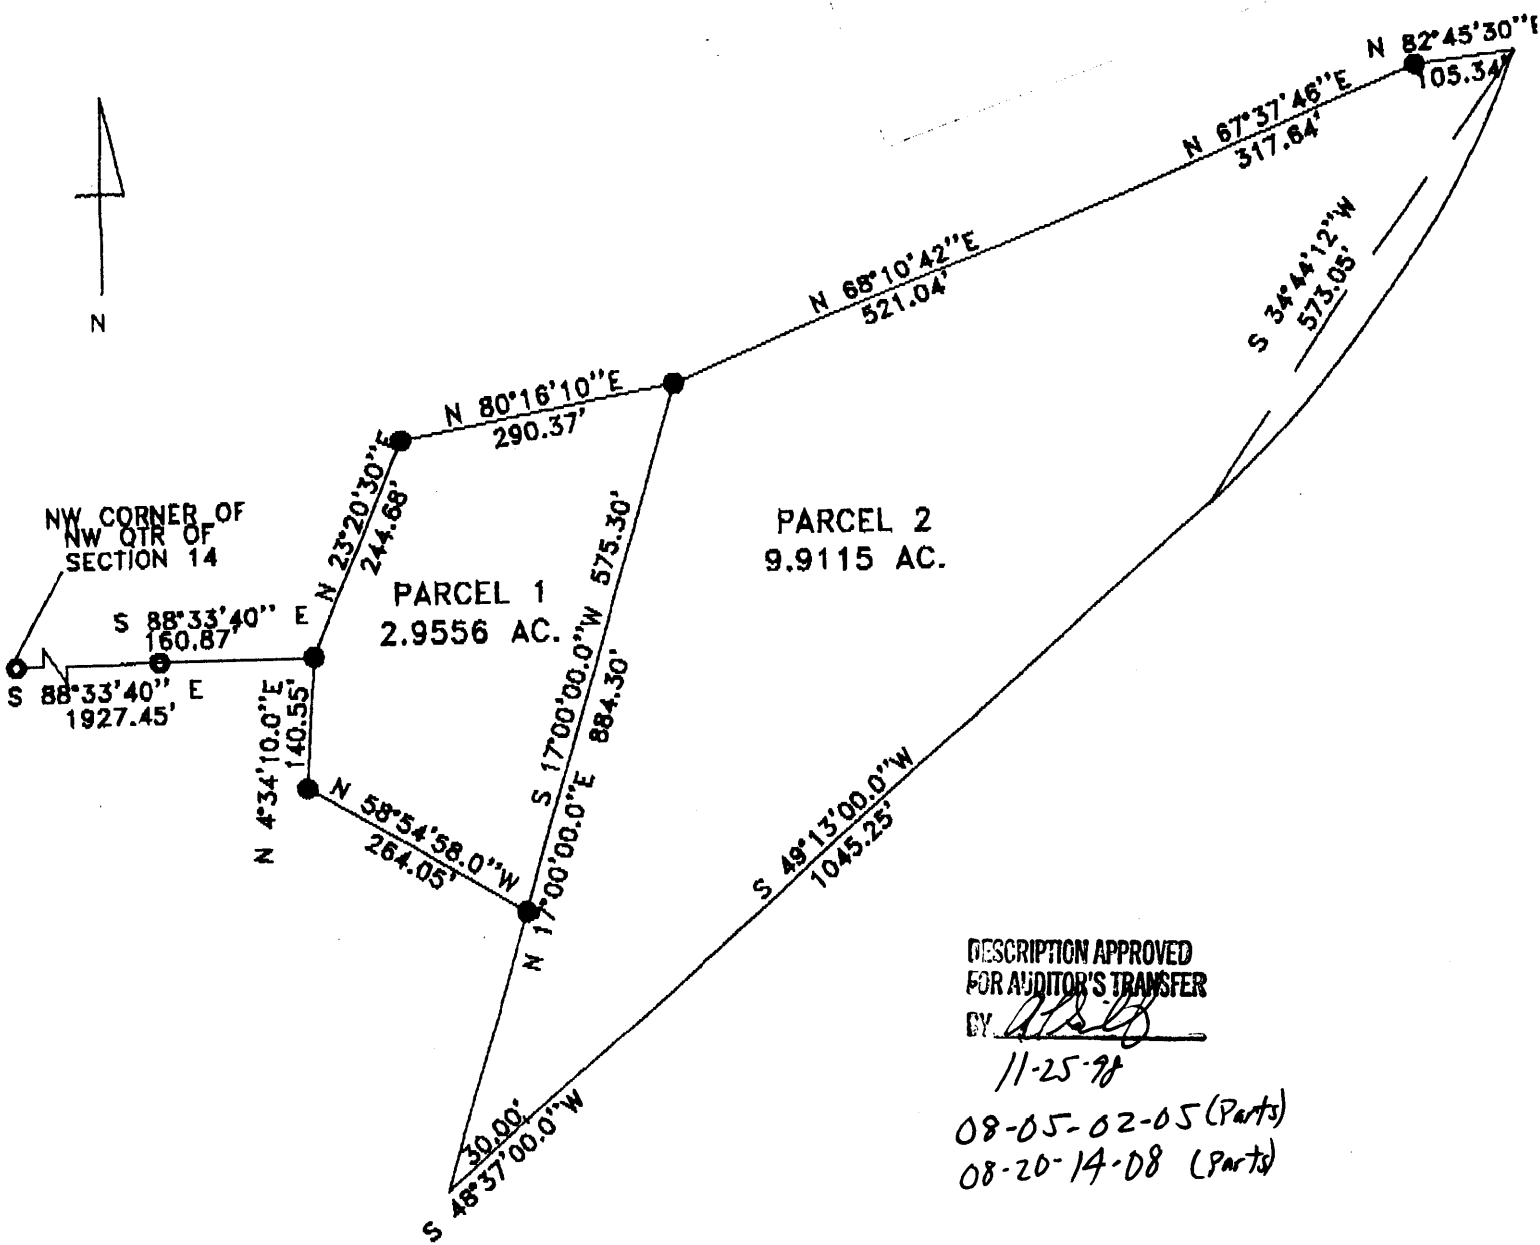 N 82°45'30"E
105.34'
N 67°37'46"E
317.64'
N 68°10'42"E
521.04'
S 34°44'12"W
573.05'
N
N 80°16'10"E
290.37'
N 23°20'30"E
244.68'
NW CORNER OF
NW QTR OF
SECTION 14
PARCEL 2
9.9115 AC.
PARCEL 1
2.9556 AC.
S 88°33'40" E
160.87'
S 88°33'40" E
1927.45'
N 4°34'10.0"E
140.55'
N 58°54'58.0"W
264.05'
S 17°00'00.0"W 575.30'
N 17°00'00.0"E 884.30'
S 49°13'00.0"W
1045.25'
30.00'
S 48°37'00.0"W
DESCRIPTION APPROVED
FOR AUDITOR'S TRANSFER
BY
11-25-98
08-05-02-05 (Parts)
08-20-14-08 (Parts)